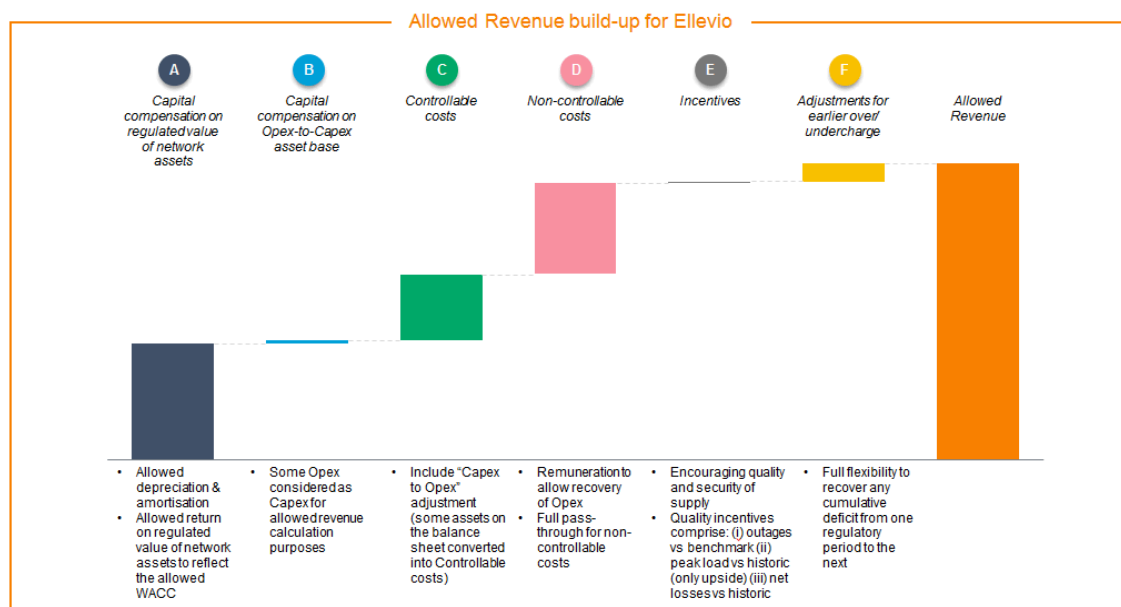 Allowed Revenue build-up for Ellevio
A
Capital
compensation on
regulated value
of network
assets
B
Capital
compensation on
Opex-to-Capex
asset base
C
Controllable
costs
D
Non-controllable
costs
E
Incentives
F
Adjustments for
earlier over/
undercharge
Allowed
Revenue
• Allowed
depreciation &
amortisation
• Allowed return
on regulated
value of network
assets to reflect
the allowed
WACC
• Some Opex
considered as
Capex for
allowed revenue
calculation
purposes
• Include “Capex
to Opex”
adjustment
(some assets on
the balance
sheet converted
into Controllable
costs)
• Remuneration to
allow recovery
of Opex
• Full pass-
through for non-
controllable
costs
• Encouraging quality
and security of
supply
• Quality incentives
comprise: (i) outages
vs benchmark (ii)
peak load vs historic
(only upside) (iii) net
losses vs historic
• Full flexibility to
recover any
cumulative
deficit from one
regulatory
period to the
next